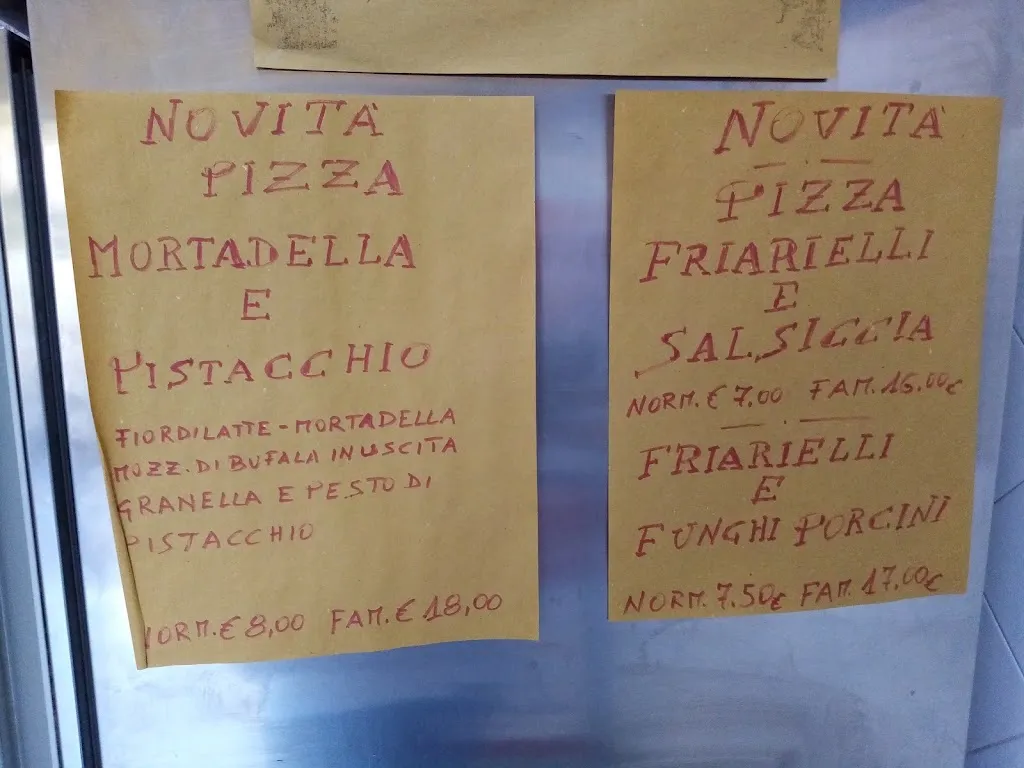 NOVITÀ
PIZZA
MORTADELLA
E
PISTACCHIO
FIORDILATTE - MORTADELLA
MOZZ. DI BUFALA IN USCITA
GRANELLA E PESTO DI
PISTACCHIO
NORM. € 8,00 FAM. € 18,00
NOVITÀ
PIZZA
FRIARIELLI
E
SALSICCIA
NORM. € 7.00 FAM. 16.00€
FRIARIELLI
E
FUNGHI PORCINI
NORM. 7.50€ FAM. 17.00€